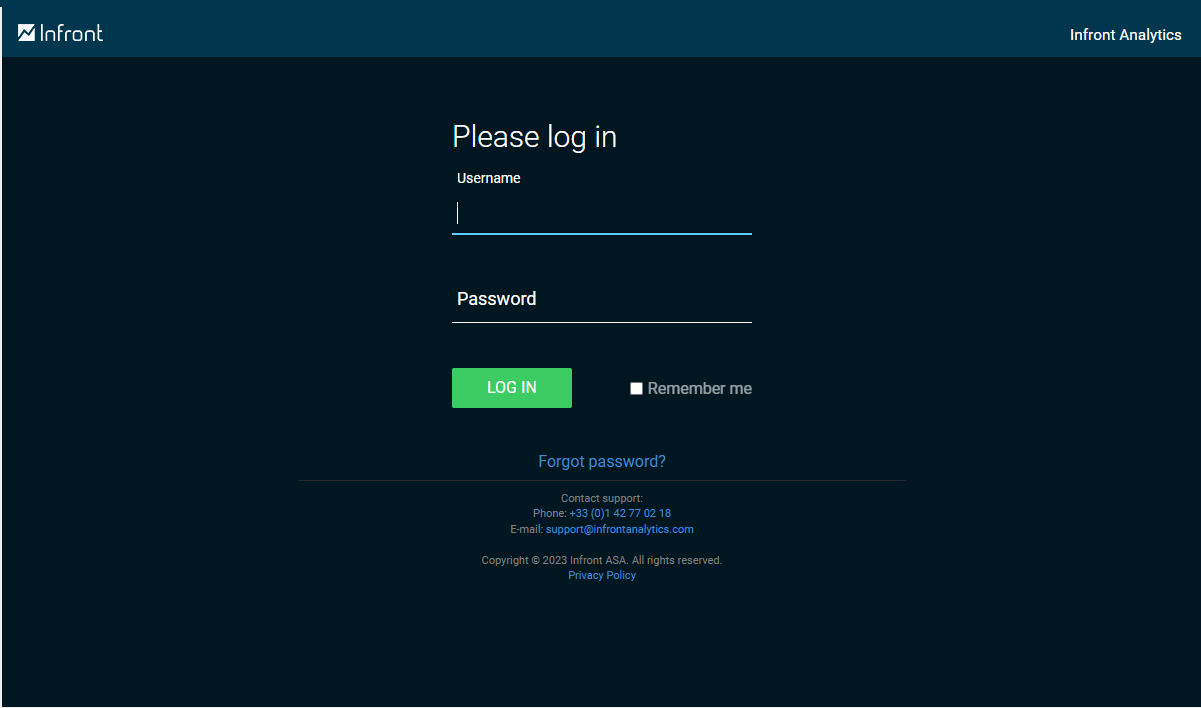 Infront
Infront Analytics
Please log in
Username
Password
LOG IN
Remember me
Forgot password?
Contact support:
Phone: +33 (0)1 42 77 02 18
E-mail: support@infrontanalytics.com
Copyright © 2023 Infront ASA. All rights reserved.
Privacy Policy